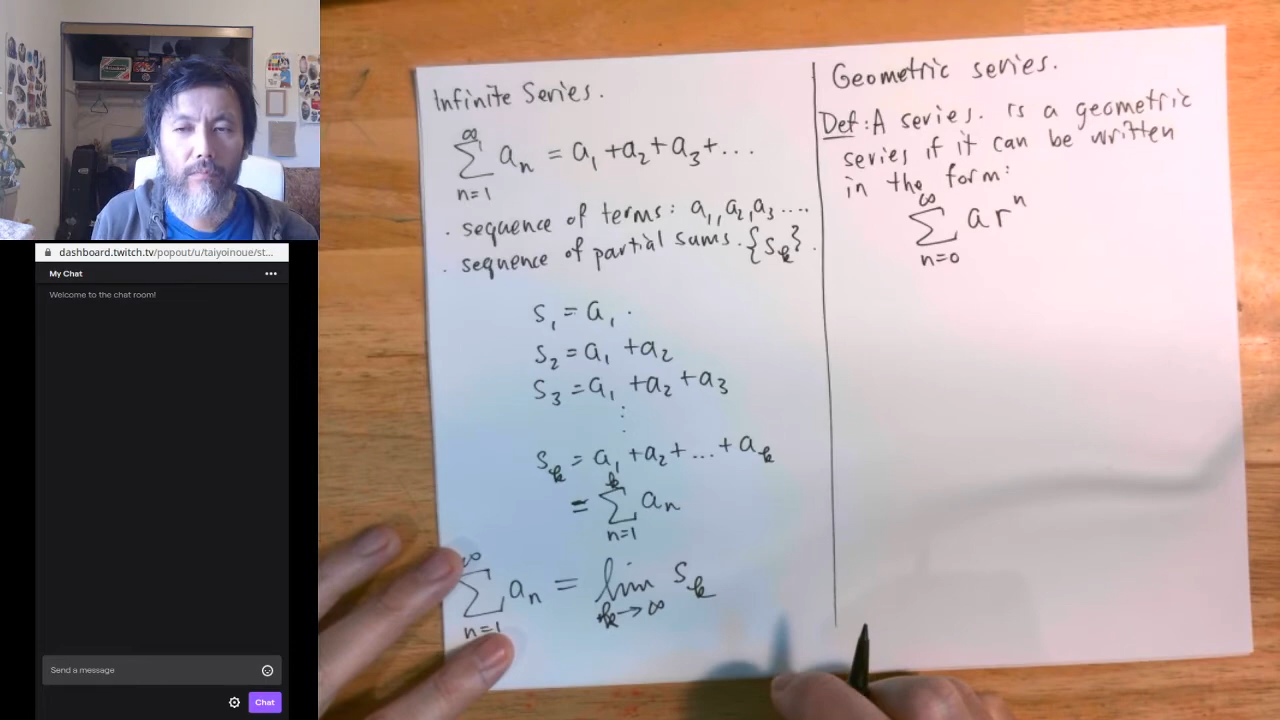 dashboard.twitch.tv/popout/u/taiyoinoue/st...
My Chat
Welcome to the chat room!
Send a message
Chat
Infinite Series.
∞
∑ aₙ = a₁ + a₂ + a₃ + ...
n=1
. sequence of terms: a₁, a₂, a₃ ....
. sequence of partial sums. {sₖ}.
s₁ = a₁ .
s₂ = a₁ + a₂
s₃ = a₁ + a₂ + a₃
⋮
sₖ = a₁ + a₂ + ... + aₖ
k
= ∑ aₙ
n=1
∞
∑ aₙ = lim sₖ
n=1 k→∞
Geometric series.
Def: A series. is a geometric
series if it can be written
in the form:
∞
∑ a rⁿ
n=0